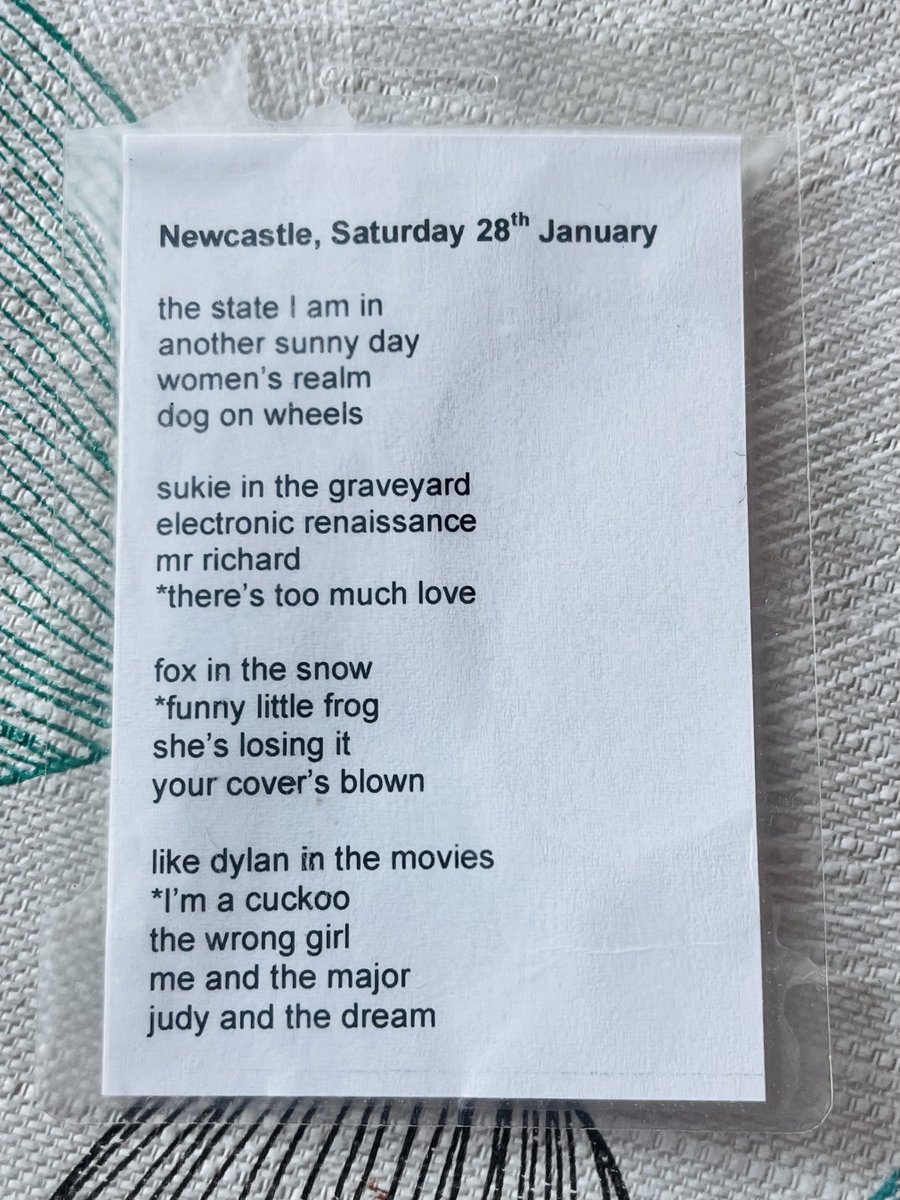 Newcastle, Saturday 28th January
the state I am in
another sunny day
women's realm
dog on wheels
sukie in the graveyard
electronic renaissance
mr richard
*there's too much love
fox in the snow
*funny little frog
she's losing it
your cover's blown
like dylan in the movies
*I'm a cuckoo
the wrong girl
me and the major
judy and the dream